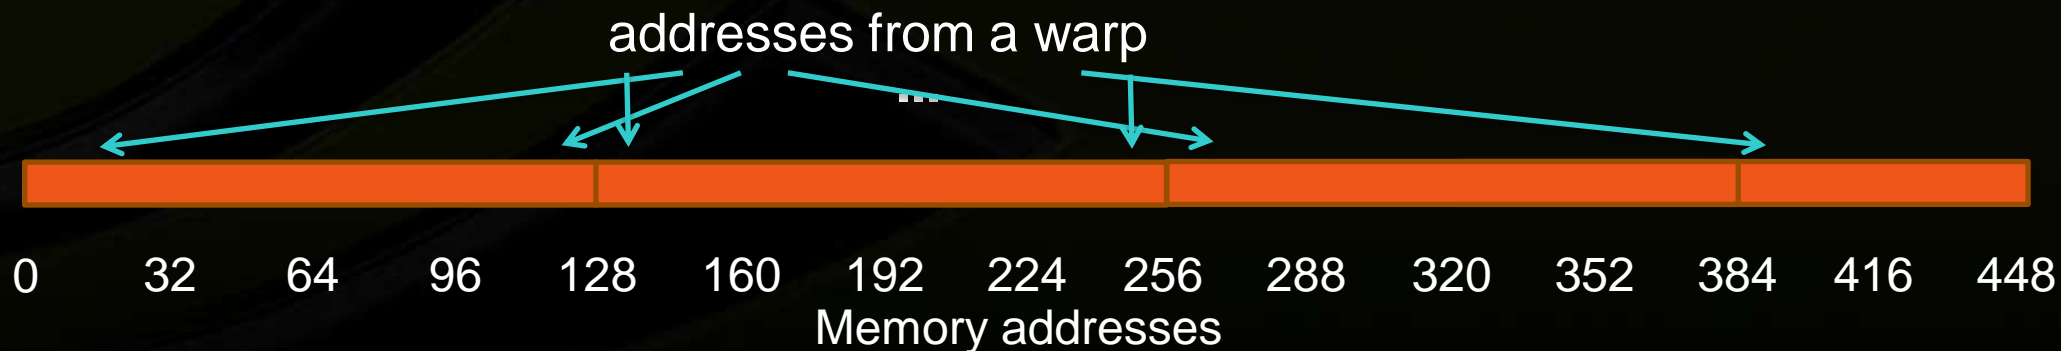 addresses from a warp
...
0 32 64 96 128 160 192 224 256 288 320 352 384 416 448
Memory addresses